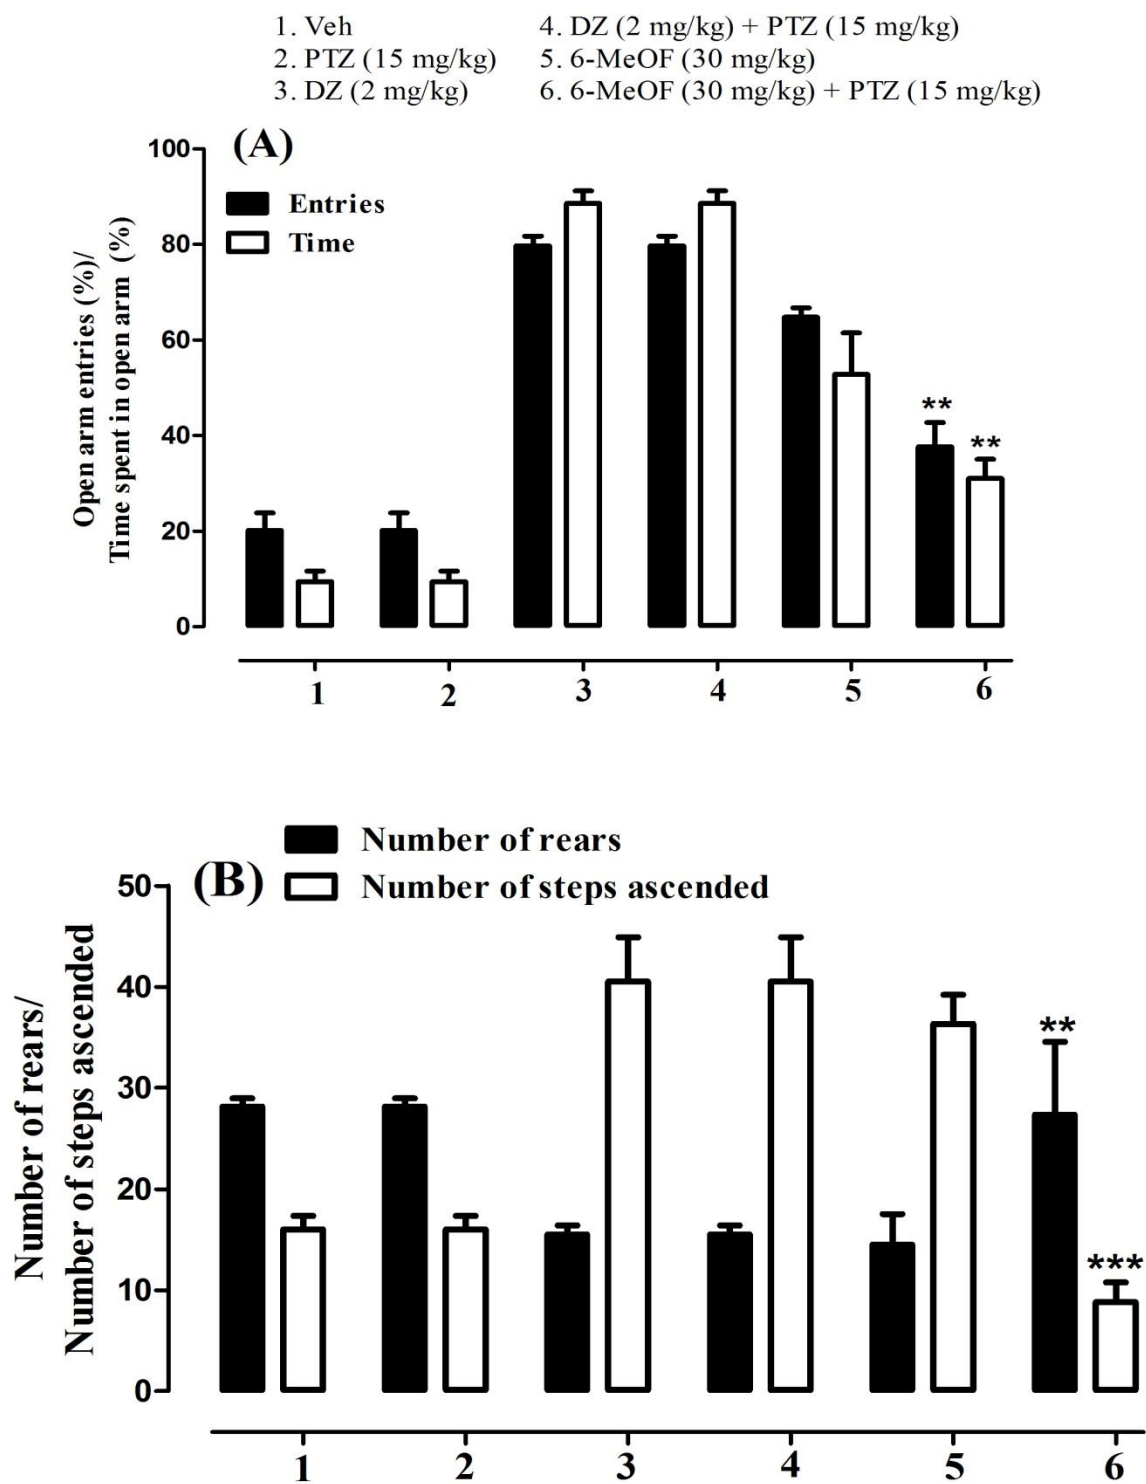 1. Veh
2. PTZ (15 mg/kg)
3. DZ (2 mg/kg)
4. DZ (2 mg/kg) + PTZ (15 mg/kg)
5. 6-MeOF (30 mg/kg)
6. 6-MeOF (30 mg/kg) + PTZ (15 mg/kg)
(A)
Entries
Time
Open arm entries (%)/
Time spent in open arm (%)
100
80
60
40
20
0
**
**
1 2 3 4 5 6
(B)
Number of rears
Number of steps ascended
Number of rears/
Number of steps ascended
50
40
30
20
10
0
**
***
1 2 3 4 5 6